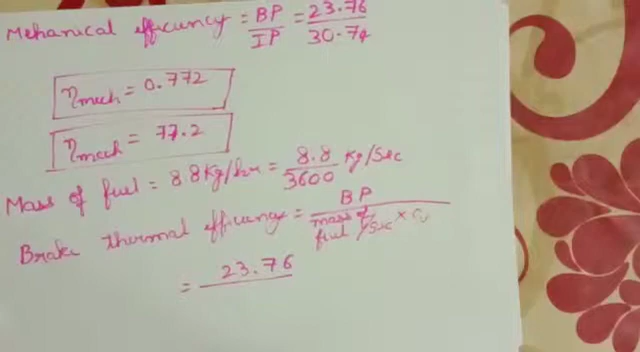 Mehanical efficiency = BP/IP = 23.76/30.74
ηmech = 0.772
ηmech = 77.2
Mass of fuel = 8.8 Kg/hr = 8.8/3600 Kg/Sec
Brake thermal efficiency = BP/mass of fuel/Sec × Cv
= 23.76